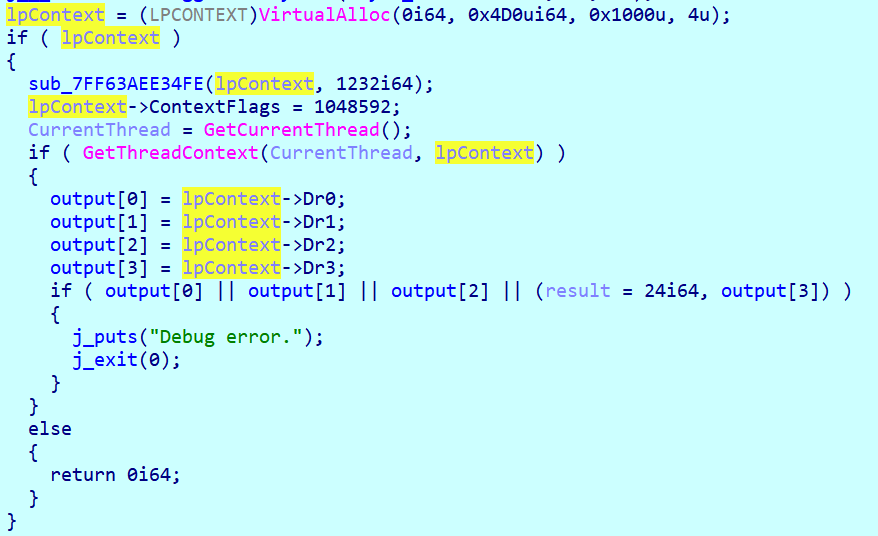 lpContext = (LPCONTEXT)VirtualAlloc(0i64, 0x4D0ui64, 0x1000u, 4u);
if ( lpContext )
{
  sub_7FF63AEE34FE(lpContext, 1232i64);
  lpContext->ContextFlags = 1048592;
  CurrentThread = GetCurrentThread();
  if ( GetThreadContext(CurrentThread, lpContext) )
  {
    output[0] = lpContext->Dr0;
    output[1] = lpContext->Dr1;
    output[2] = lpContext->Dr2;
    output[3] = lpContext->Dr3;
    if ( output[0] || output[1] || output[2] || (result = 24i64, output[3]) )
    {
      j_puts("Debug error.");
      j_exit(0);
    }
  }
  else
  {
    return 0i64;
  }
}